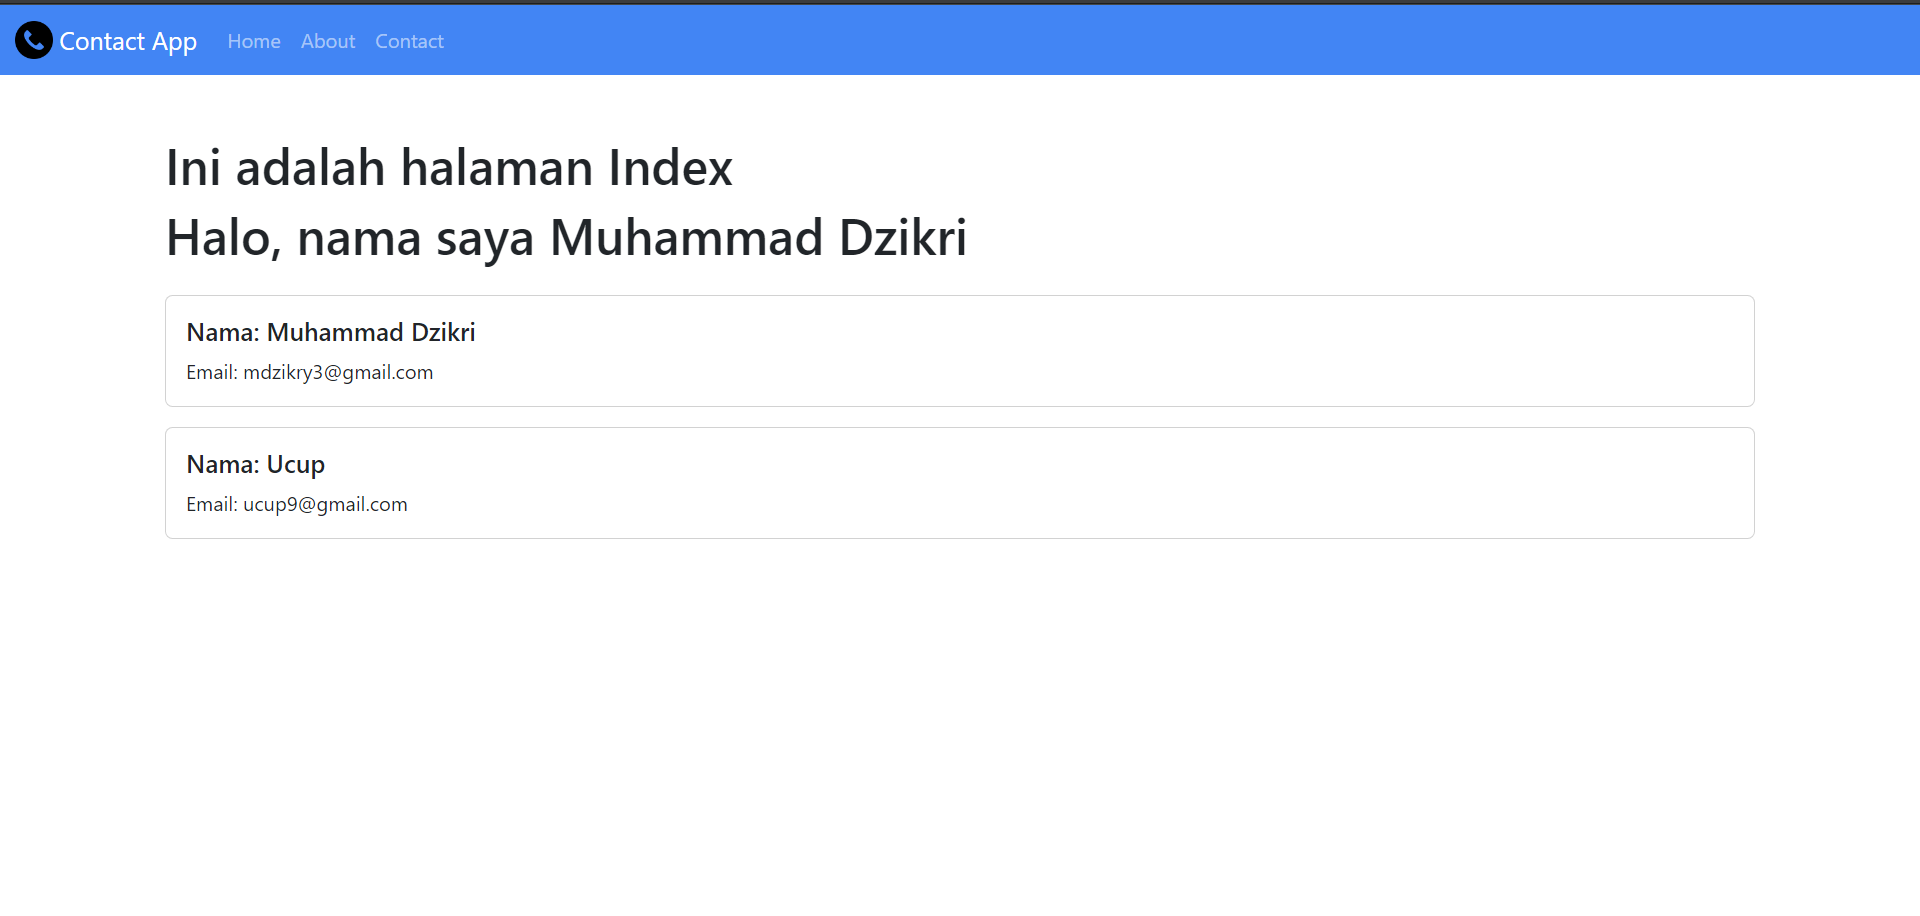 Contact App Home About Contact
Ini adalah halaman Index
Halo, nama saya Muhammad Dzikri
Nama: Muhammad Dzikri
Email: mdzikry3@gmail.com
Nama: Ucup
Email: ucup9@gmail.com